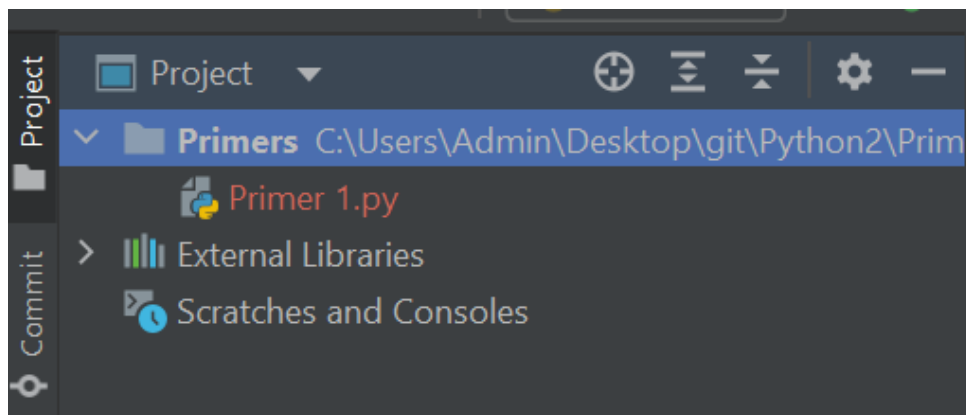 Project
Project
Primers C:\Users\Admin\Desktop\git\Python2\Prim
Primer 1.py
External Libraries
Scratches and Consoles
Commit